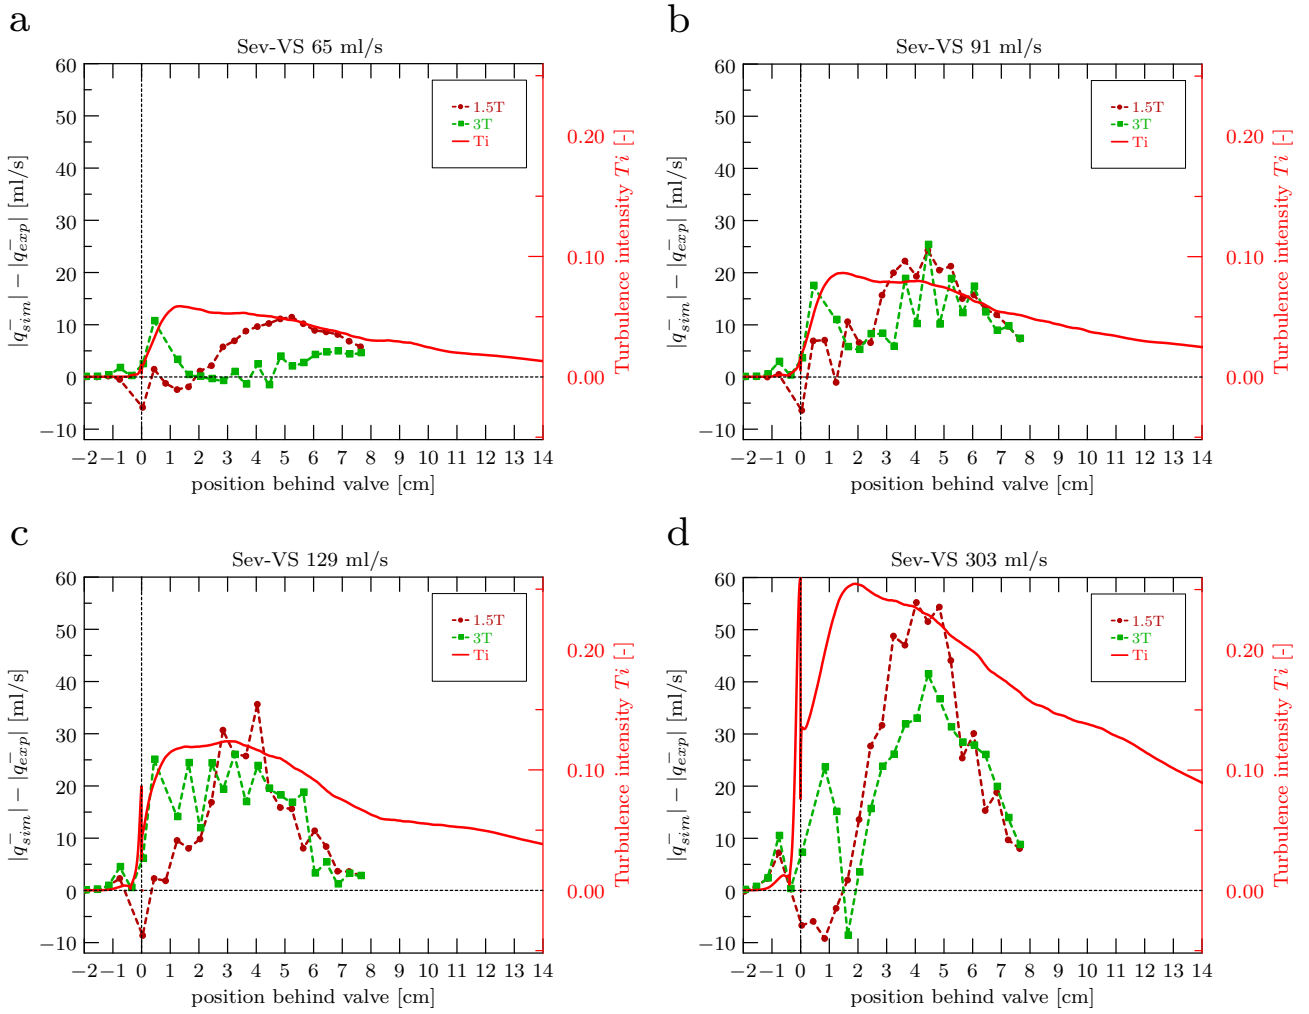 a
Sev-VS 65 ml/s
60
50
40
30
20
10
0
−10
|q⁻sim| − |q⁻exp| [ml/s]
1.5T
3T
Ti
0.20
0.10
0.00
Turbulence intensity Ti [-]
−2 −1 0 1 2 3 4 5 6 7 8 9 10 11 12 13 14
position behind valve [cm]
b
Sev-VS 91 ml/s
60
50
40
30
20
10
0
−10
|q⁻sim| − |q⁻exp| [ml/s]
1.5T
3T
Ti
0.20
0.10
0.00
Turbulence intensity Ti [-]
−2 −1 0 1 2 3 4 5 6 7 8 9 10 11 12 13 14
position behind valve [cm]
c
Sev-VS 129 ml/s
60
50
40
30
20
10
0
−10
|q⁻sim| − |q⁻exp| [ml/s]
1.5T
3T
Ti
0.20
0.10
0.00
Turbulence intensity Ti [-]
−2 −1 0 1 2 3 4 5 6 7 8 9 10 11 12 13 14
position behind valve [cm]
d
Sev-VS 303 ml/s
60
50
40
30
20
10
0
−10
|q⁻sim| − |q⁻exp| [ml/s]
1.5T
3T
Ti
0.20
0.10
0.00
Turbulence intensity Ti [-]
−2 −1 0 1 2 3 4 5 6 7 8 9 10 11 12 13 14
position behind valve [cm]